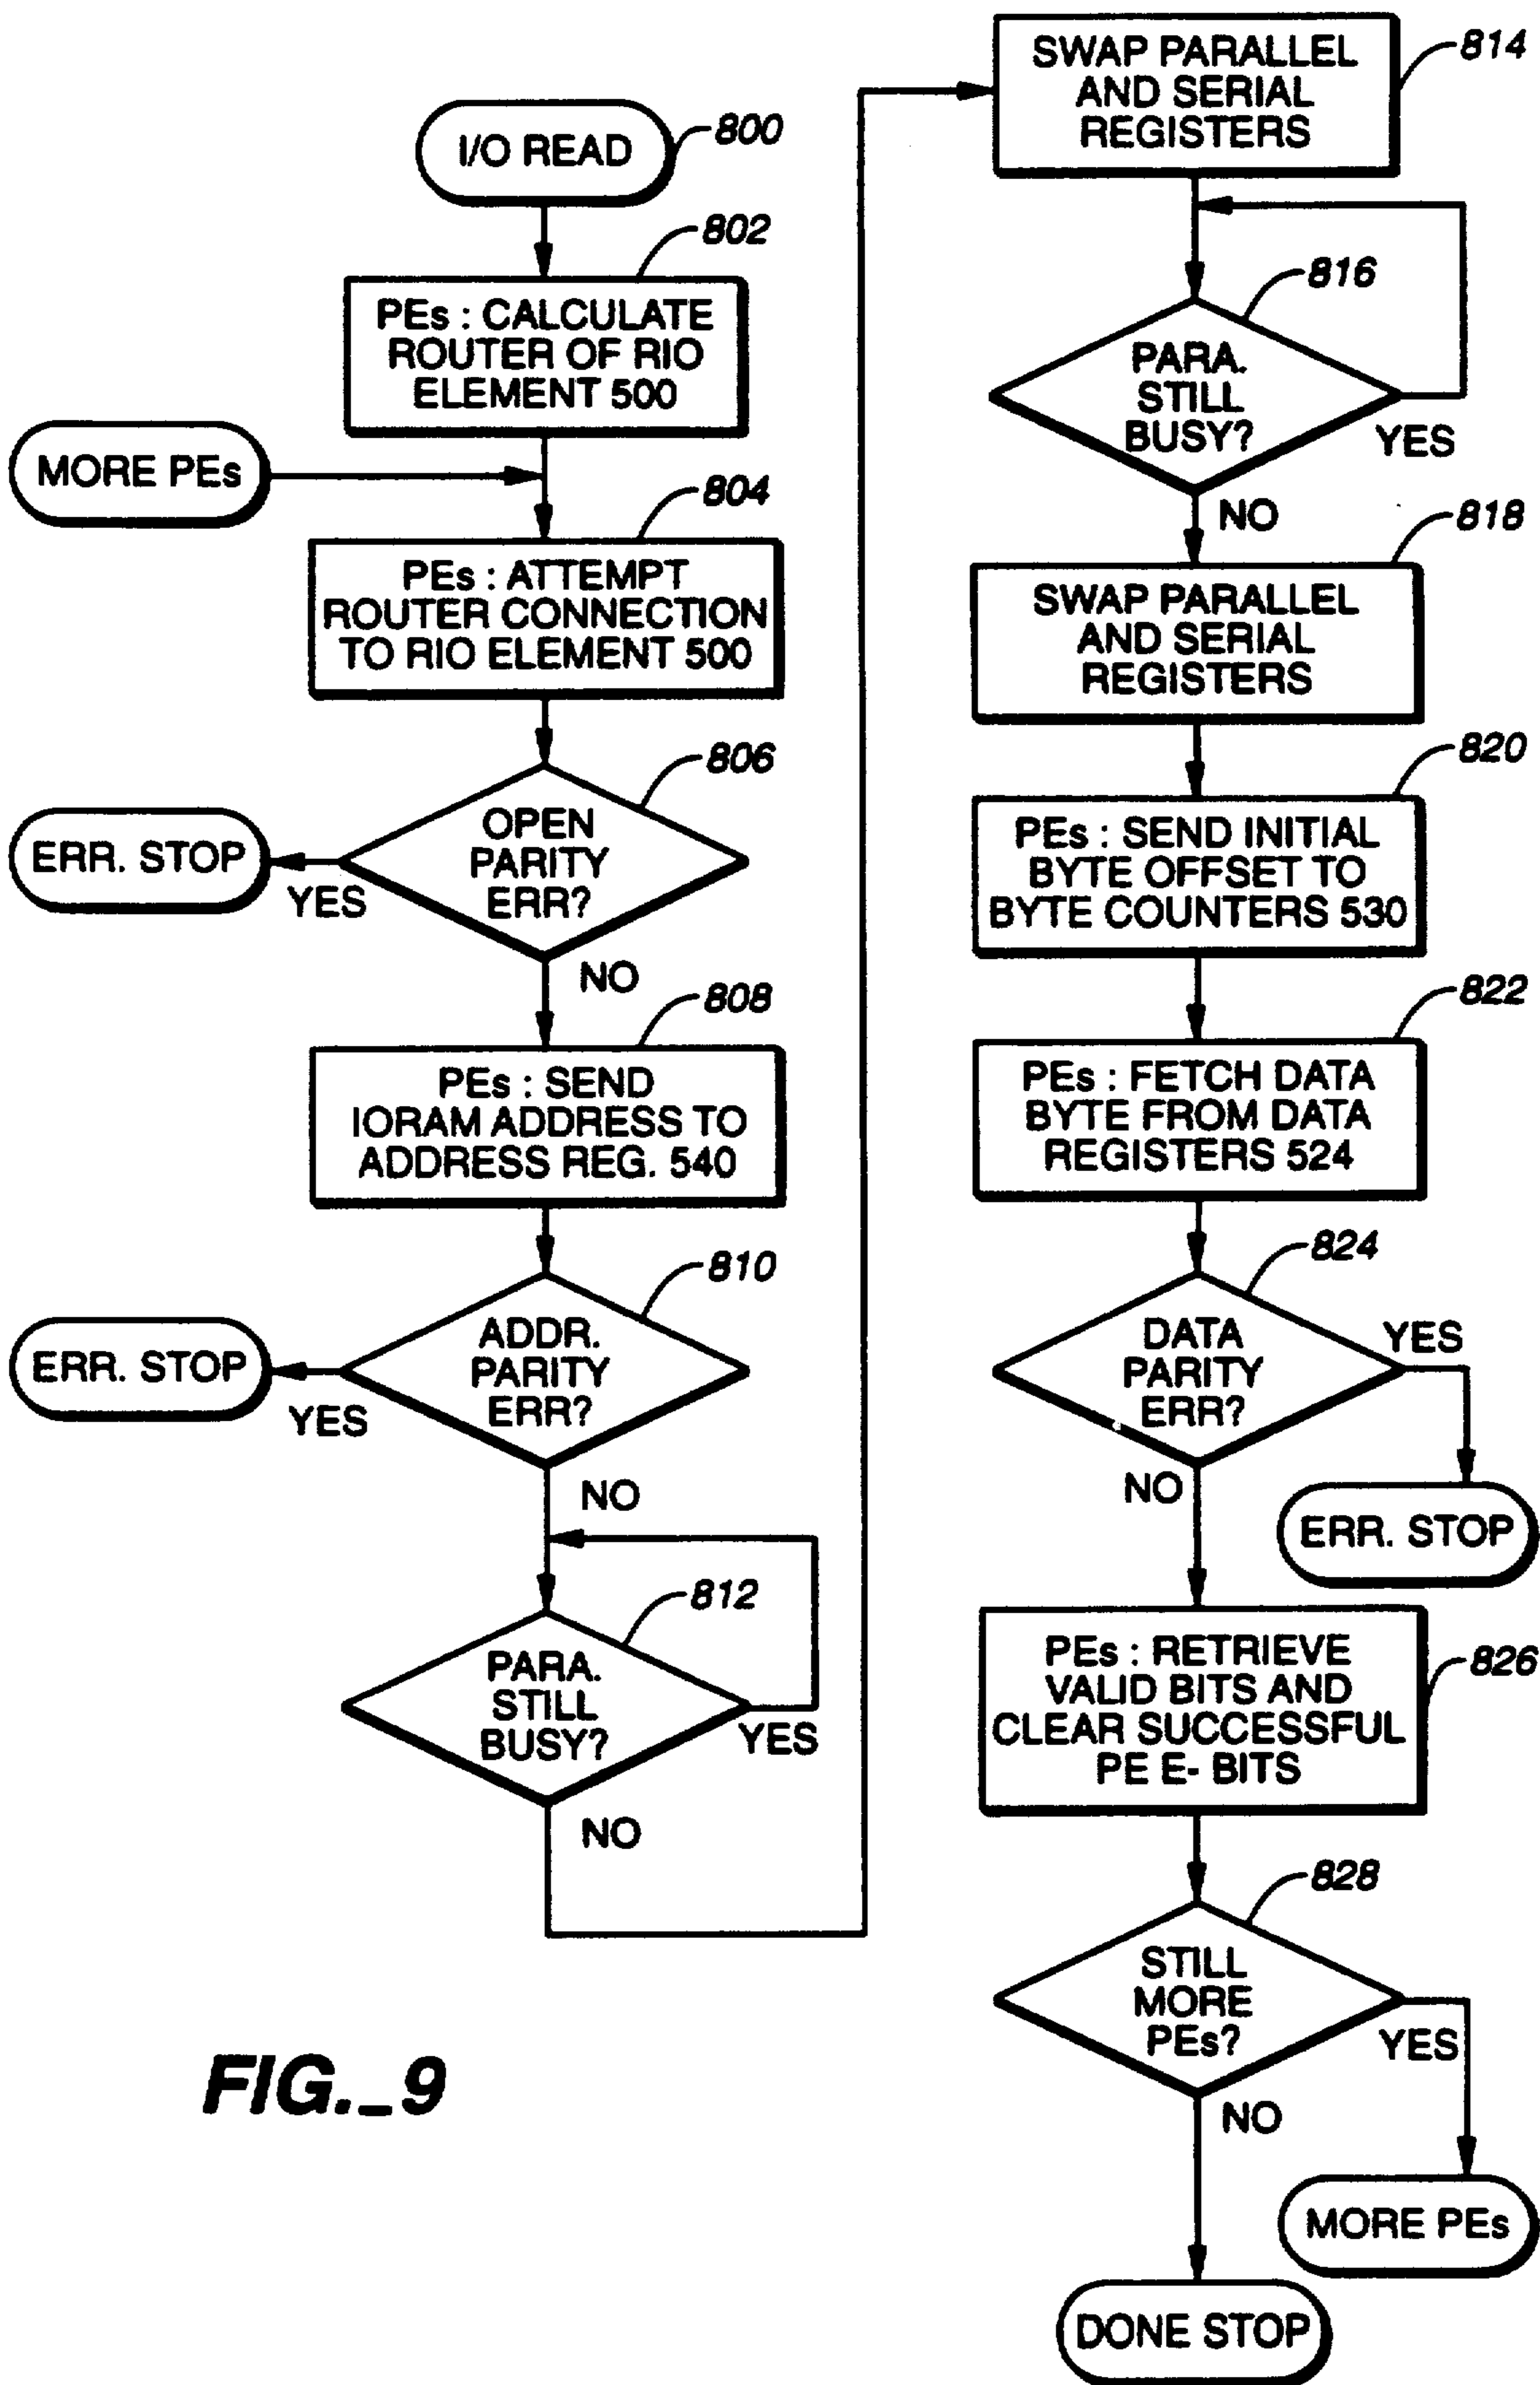 I/O READ
800
802
PEs : CALCULATE
ROUTER OF RIO
ELEMENT 500
MORE PEs
804
PEs : ATTEMPT
ROUTER CONNECTION
TO RIO ELEMENT 500
806
OPEN
PARITY
ERR?
ERR. STOP
YES
NO
808
PEs : SEND
IORAM ADDRESS TO
ADDRESS REG. 540
810
ADDR.
PARITY
ERR?
ERR. STOP
YES
NO
812
PARA.
STILL
BUSY?
YES
NO
814
SWAP PARALLEL
AND SERIAL
REGISTERS
816
PARA.
STILL
BUSY?
YES
NO
818
SWAP PARALLEL
AND SERIAL
REGISTERS
820
PEs : SEND INITIAL
BYTE OFFSET TO
BYTE COUNTERS 530
822
PEs : FETCH DATA
BYTE FROM DATA
REGISTERS 524
824
DATA
PARITY
ERR?
YES
NO
ERR. STOP
PEs : RETRIEVE
VALID BITS AND
CLEAR SUCCESSFUL
PE E- BITS
826
828
STILL
MORE
PEs?
YES
NO
MORE PEs
DONE STOP
FIG._9